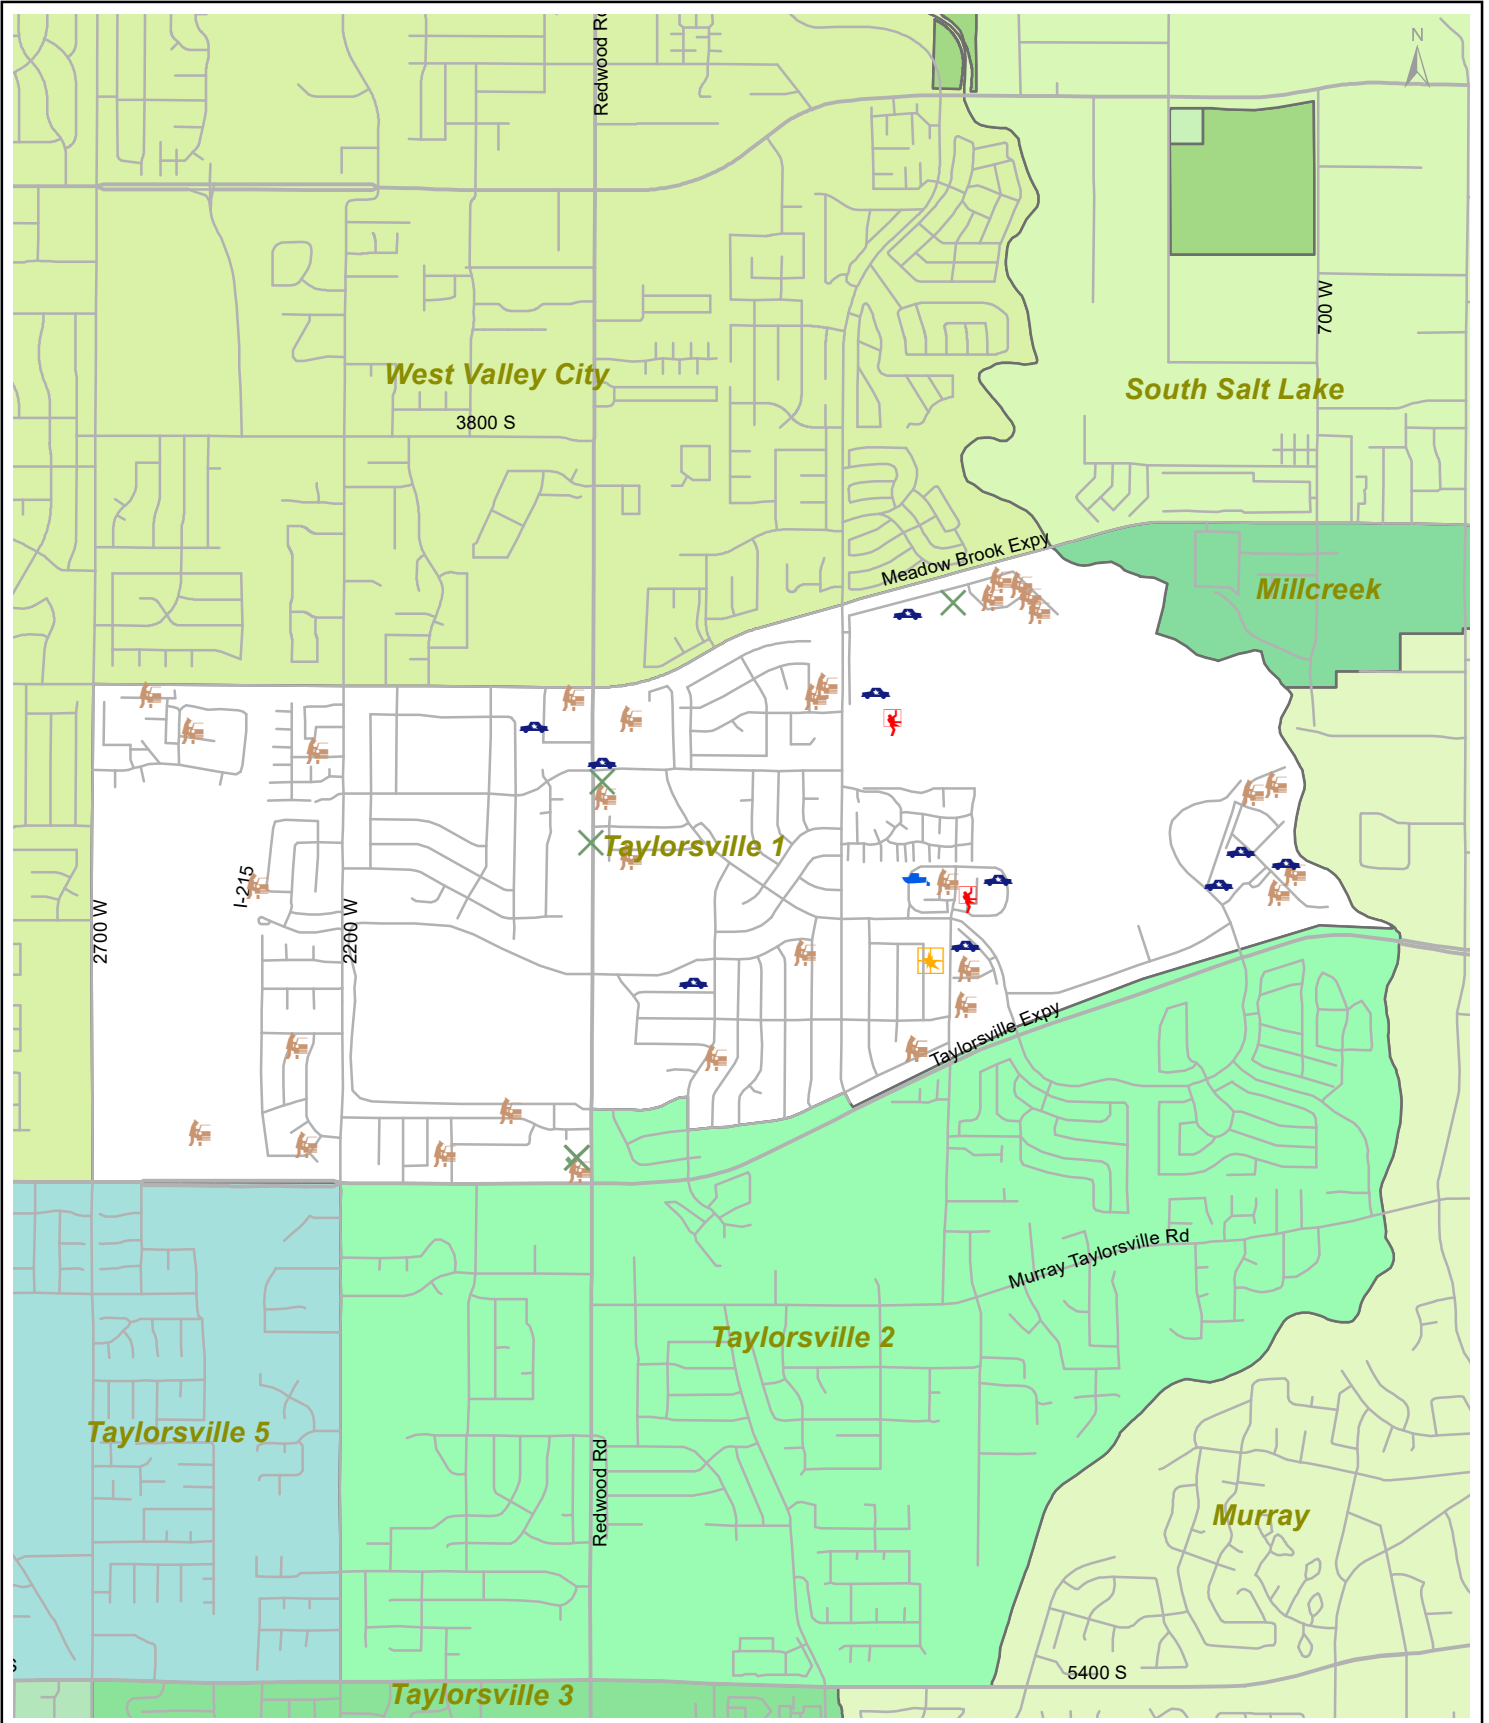 Redwood Rd
N
700 W
West Valley City
South Salt Lake
3800 S
Meadow Brook Expy
Millcreek
Taylorsville 1
I-215
2700 W
2200 W
Taylorsville Expy
Murray Taylorsville Rd
Taylorsville 2
Taylorsville 5
Redwood Rd
Murray
5400 S
Taylorsville 3